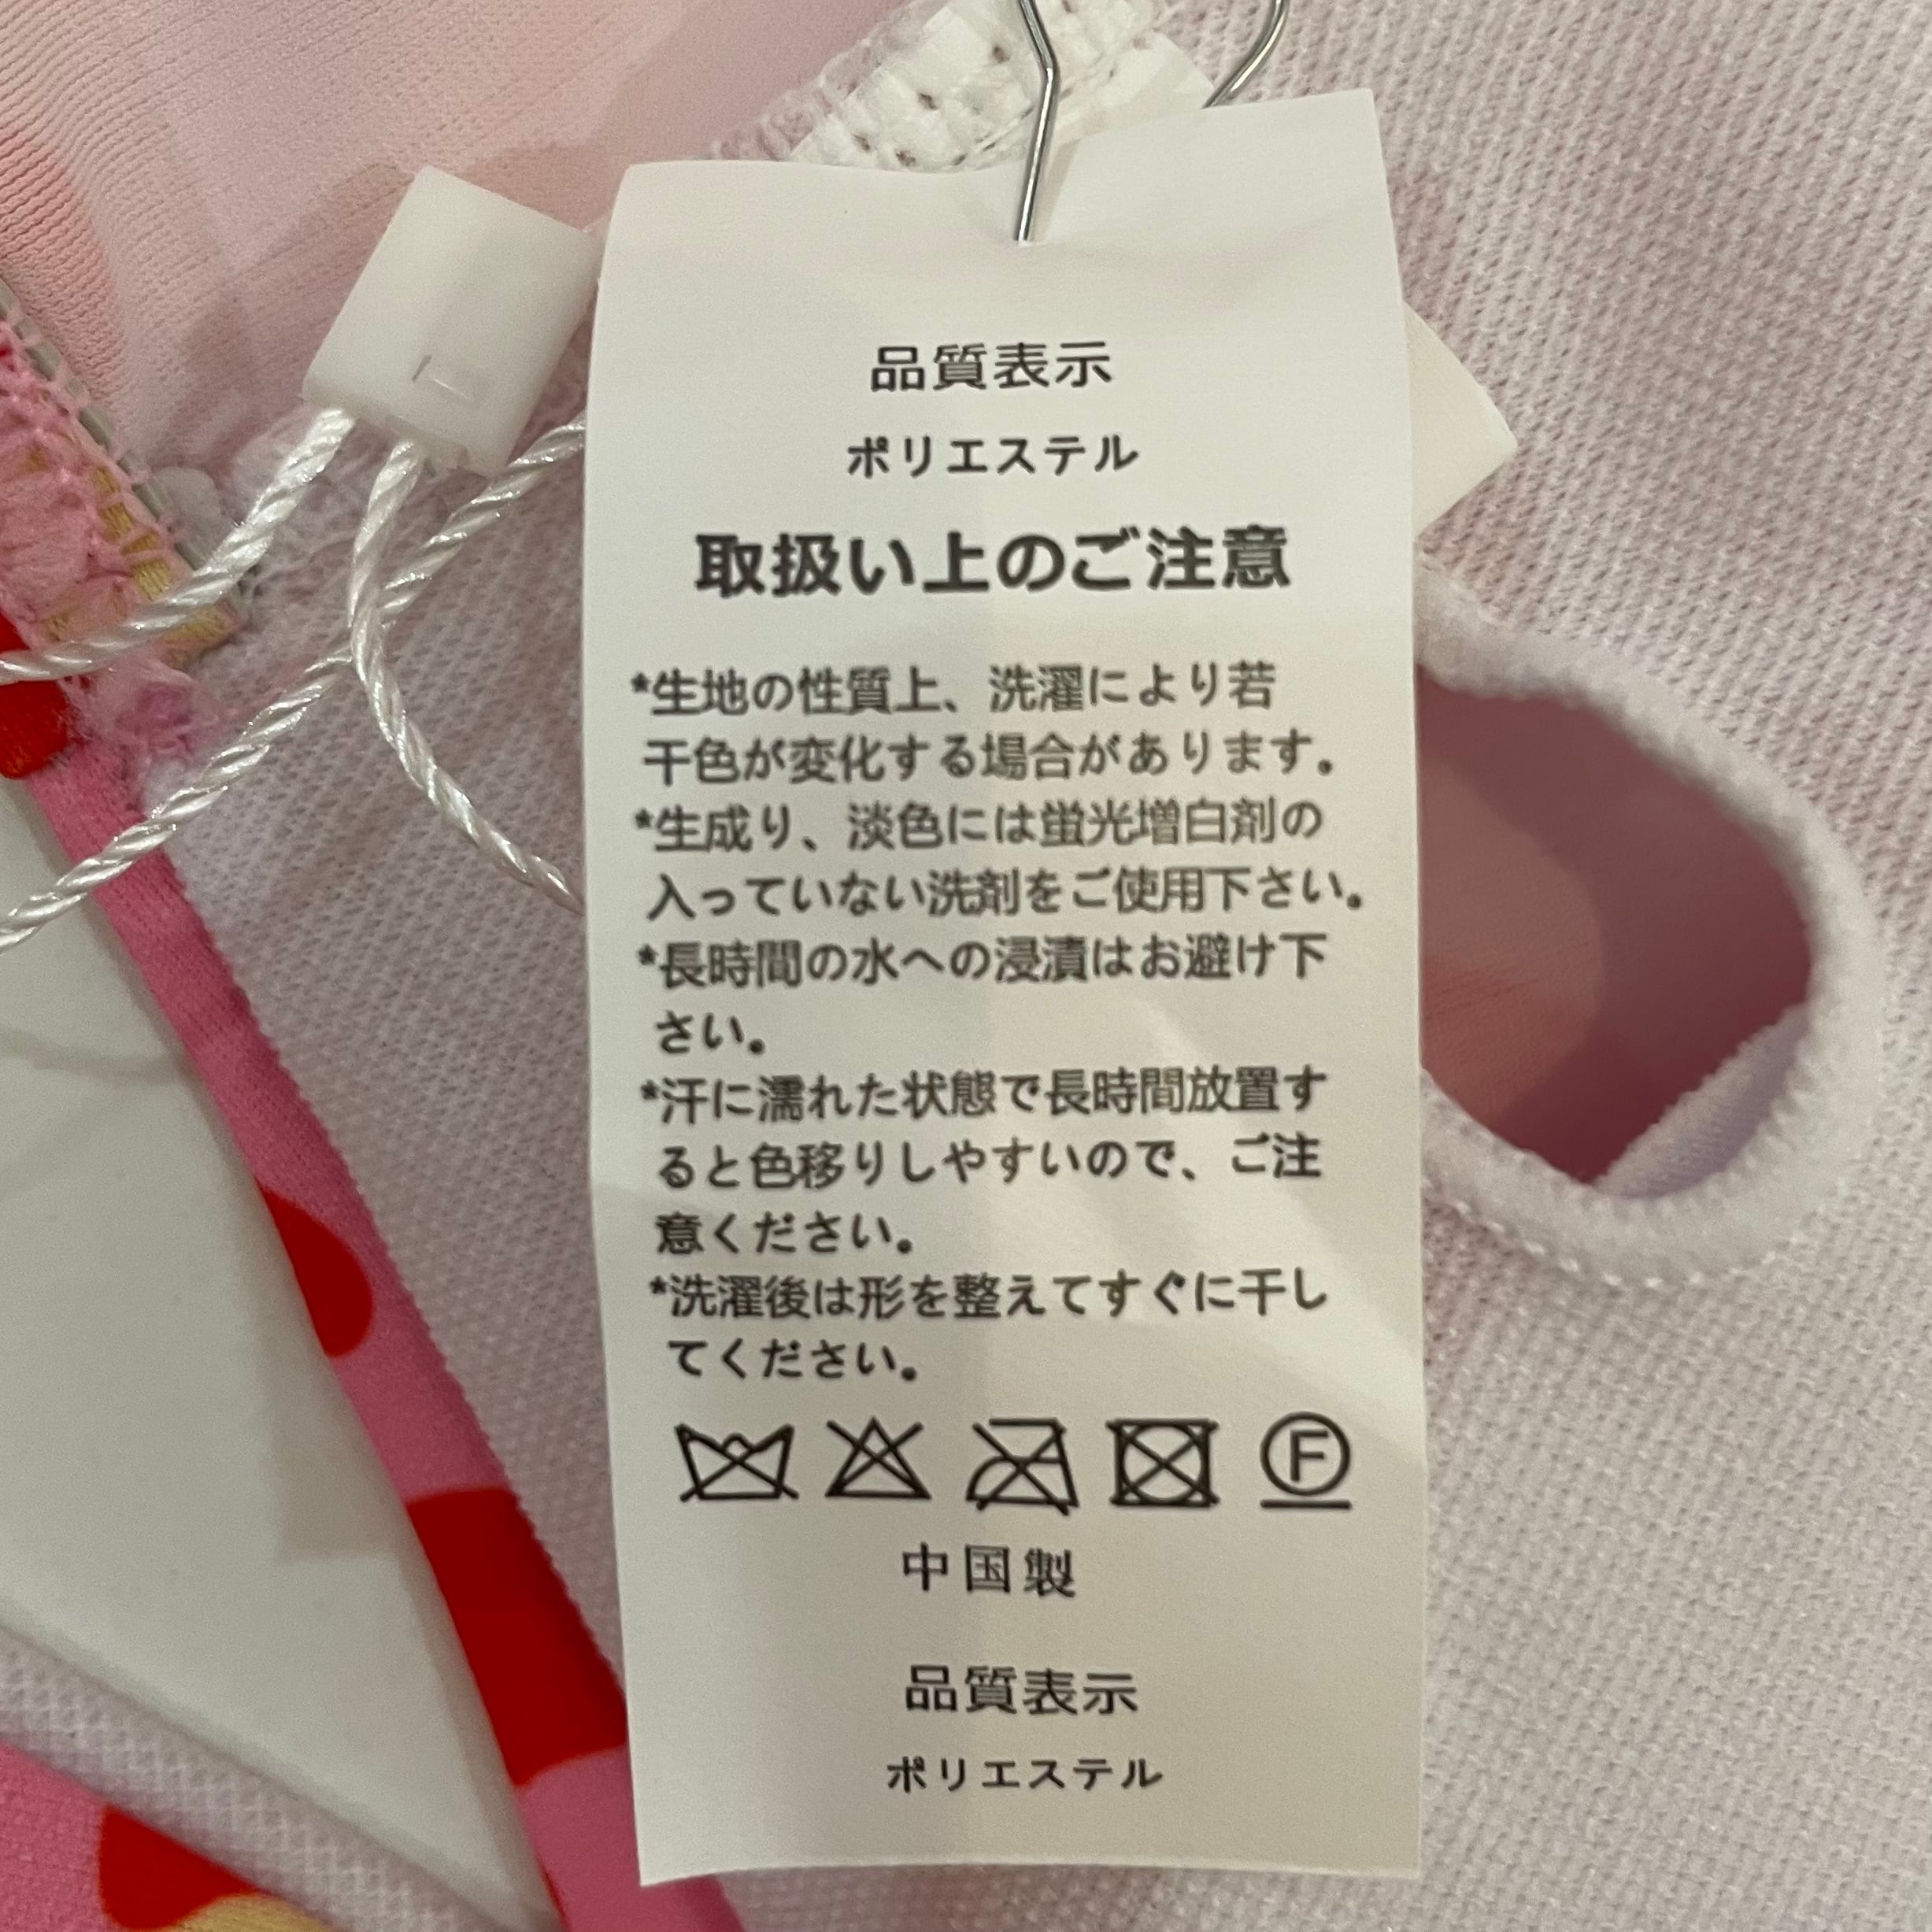 品質表示
ポリエステル
取扱い上のご注意
*生地の性質上、洗濯により若
干色が変化する場合があります。
*生成り、淡色には蛍光増白剤の
入っていない洗剤をご使用下さい。
*長時間の水への浸漬はお避け下
さい。
*汗に濡れた状態で長時間放置す
ると色移りしやすいので、ご注
意ください。
*洗濯後は形を整えてすぐに干し
てください。
F
中国製
品質表示
ポリエステル